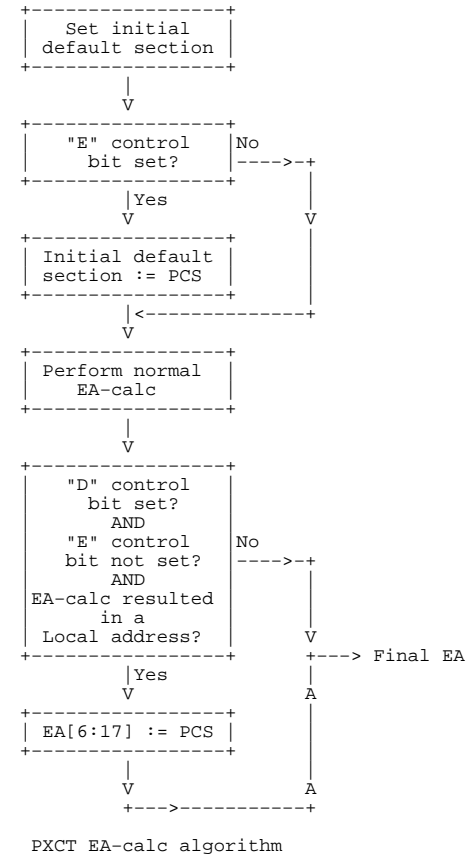 Set initial
default section
V
"E" control No
bit set? ---->-+
Yes
V V
Initial default
section := PCS
<--------------+
V
Perform normal
EA-calc
V
"D" control
bit set?
AND
"E" control No
bit not set? ---->-+
AND
EA-calc resulted
in a
Local address? V
+---> Final EA
Yes
V A
EA[6:17] := PCS
V A
+--->------------+
PXCT EA-calc algorithm